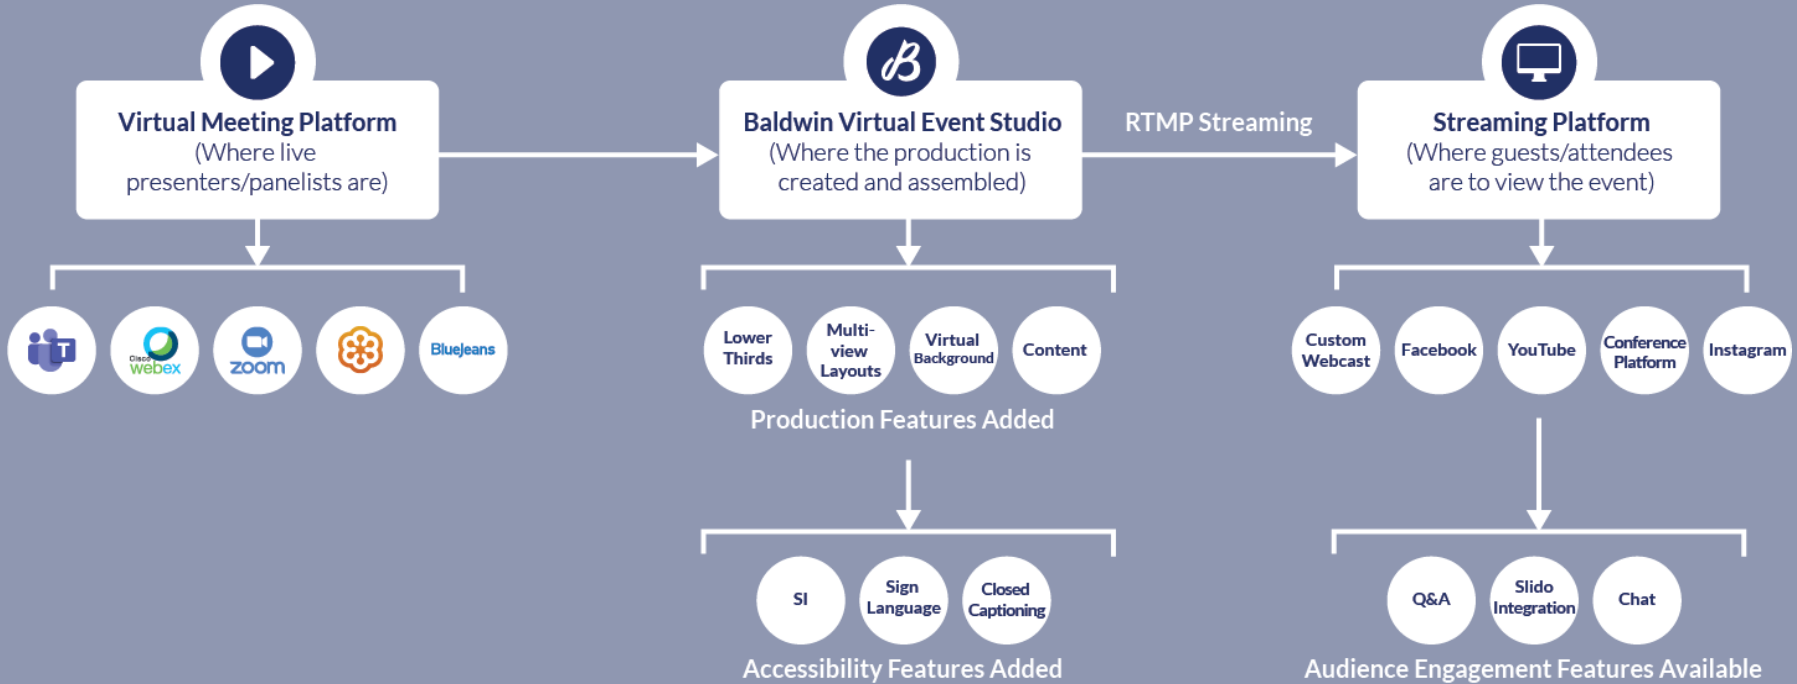 Virtual Meeting Platform
(Where live
presenters/panelists are)
T
Cisco
webex
zoom
BlueJeans
B
Baldwin Virtual Event Studio
(Where the production is
created and assembled)
Lower
Thirds
Multi-
view
Layouts
Virtual
Background
Content
Production Features Added
SI
Sign
Language
Closed
Captioning
Accessibility Features Added
RTMP Streaming
Streaming Platform
(Where guests/attendees
are to view the event)
Custom
Webcast
Facebook
YouTube
Conference
Platform
Instagram
Q&A
Slido
Integration
Chat
Audience Engagement Features Available